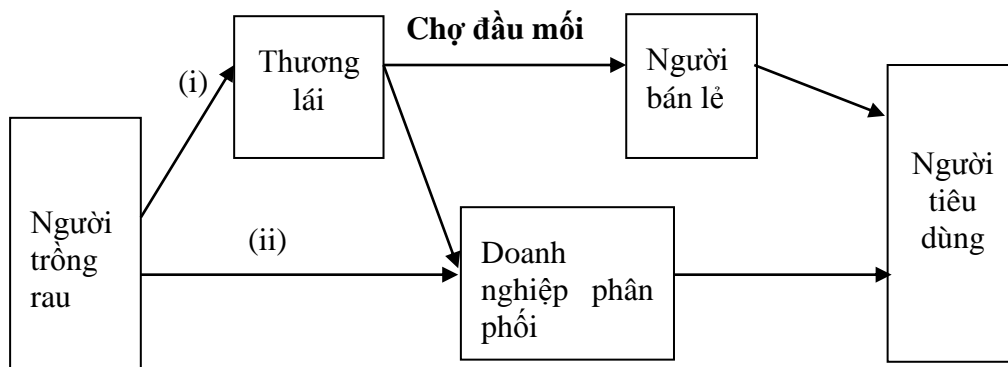 Chợ đầu mối
Thương
lái
(i)
Người
bán lẻ
Người
tiêu
dùng
Người
trồng
rau
(ii)
Doanh
nghiệp phân
phối